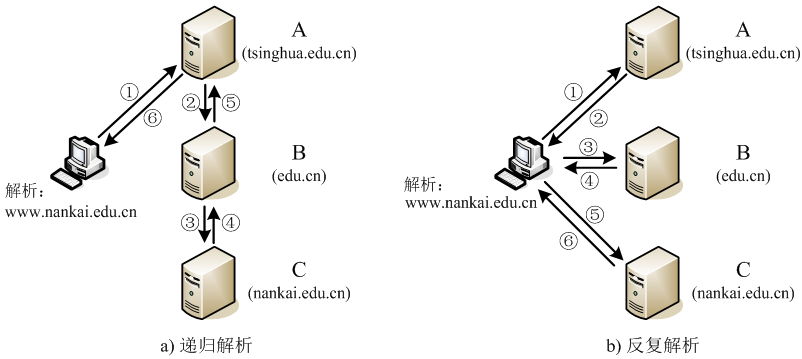 A
(tsinghua.edu.cn)
①
⑥
②
⑤
B
(edu.cn)
解析：
www.nankai.edu.cn
③
④
C
(nankai.edu.cn)
a) 递归解析
A
(tsinghua.edu.cn)
①
②
③
④
B
(edu.cn)
解析：
www.nankai.edu.cn
⑤
⑥
C
(nankai.edu.cn)
b) 反复解析